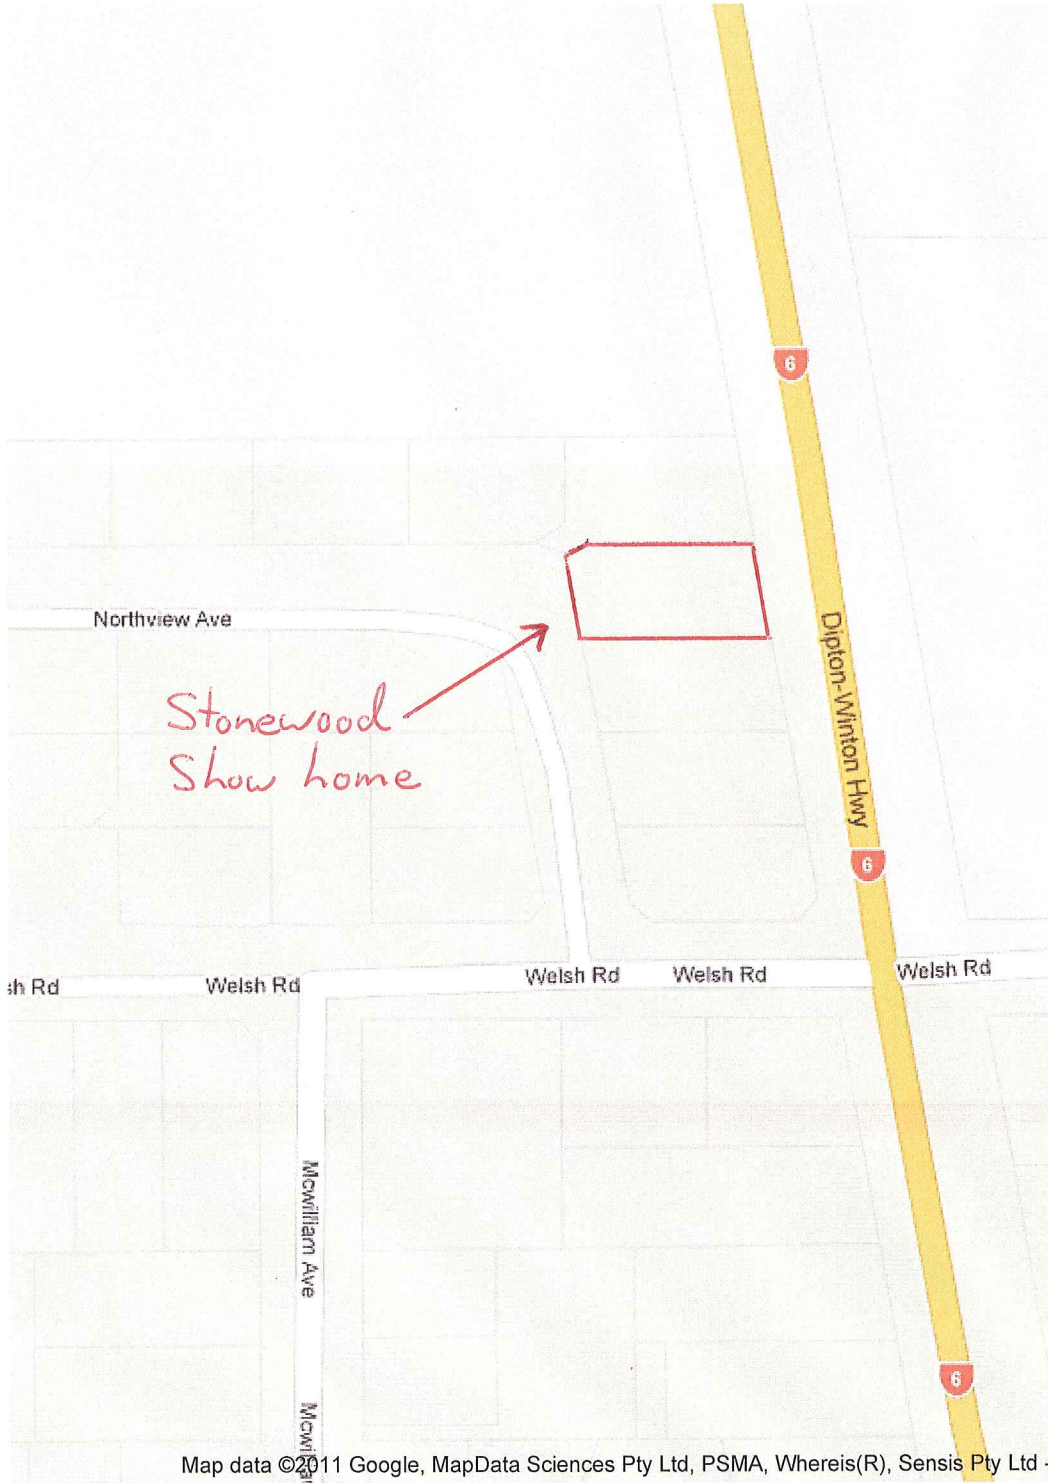 6
Northview Ave
Dipton-Winton Hwy
Stonewood
Show home
6
sh Rd
Welsh Rd
Welsh Rd
Welsh Rd
Welsh Rd
Mcwilliam Ave
6
Map data ©2011 Google, MapData Sciences Pty Ltd, PSMA, Whereis(R), Sensis Pty Ltd -